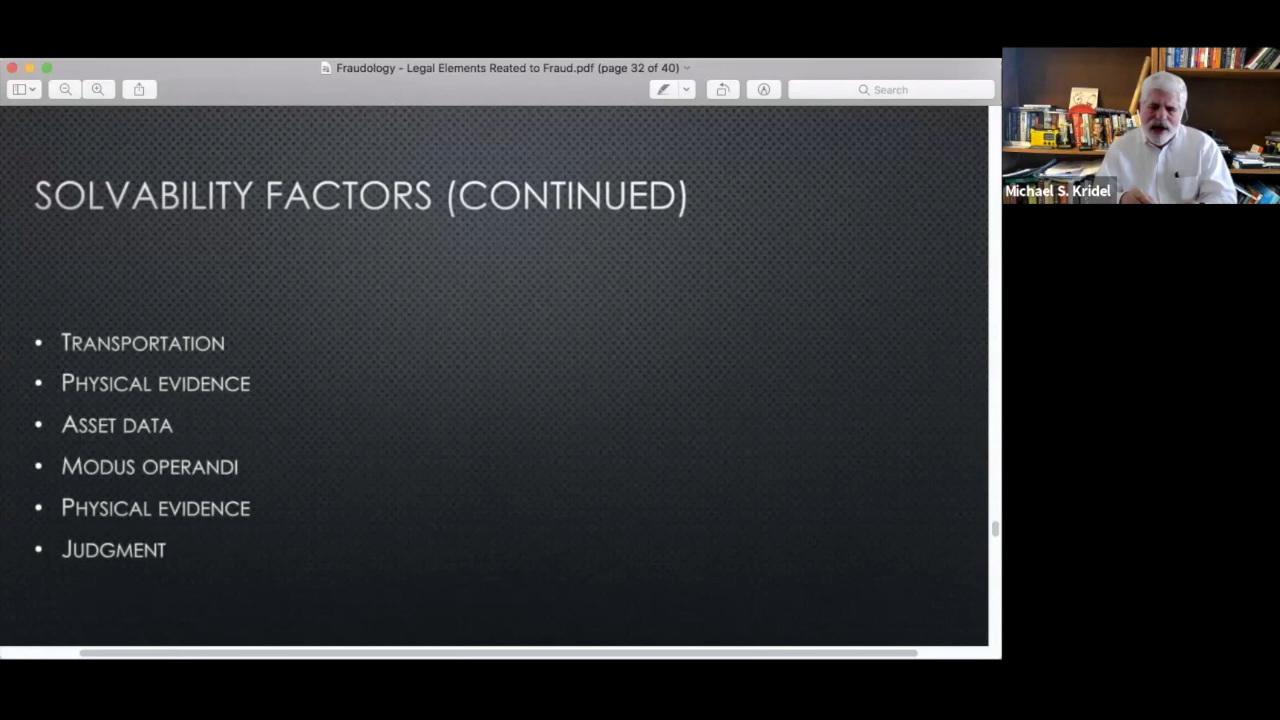 Fraudology - Legal Elements Reated to Fraud.pdf (page 32 of 40)
Search
SOLVABILITY FACTORS (CONTINUED)
• TRANSPORTATION
• PHYSICAL EVIDENCE
• ASSET DATA
• MODUS OPERANDI
• PHYSICAL EVIDENCE
• JUDGMENT
Michael S. Kridel